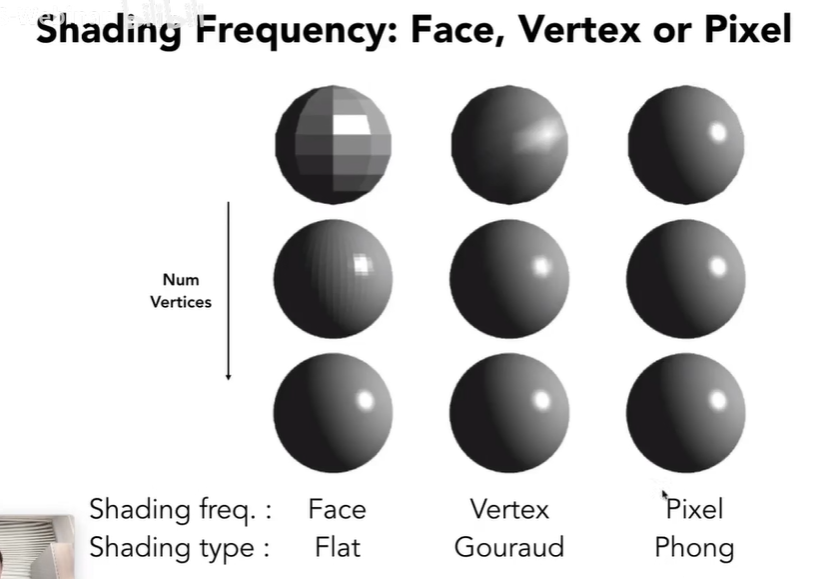 Shading Frequency: Face, Vertex or Pixel
Num
Vertices
Shading freq. : Face Vertex Pixel
Shading type : Flat Gouraud Phong